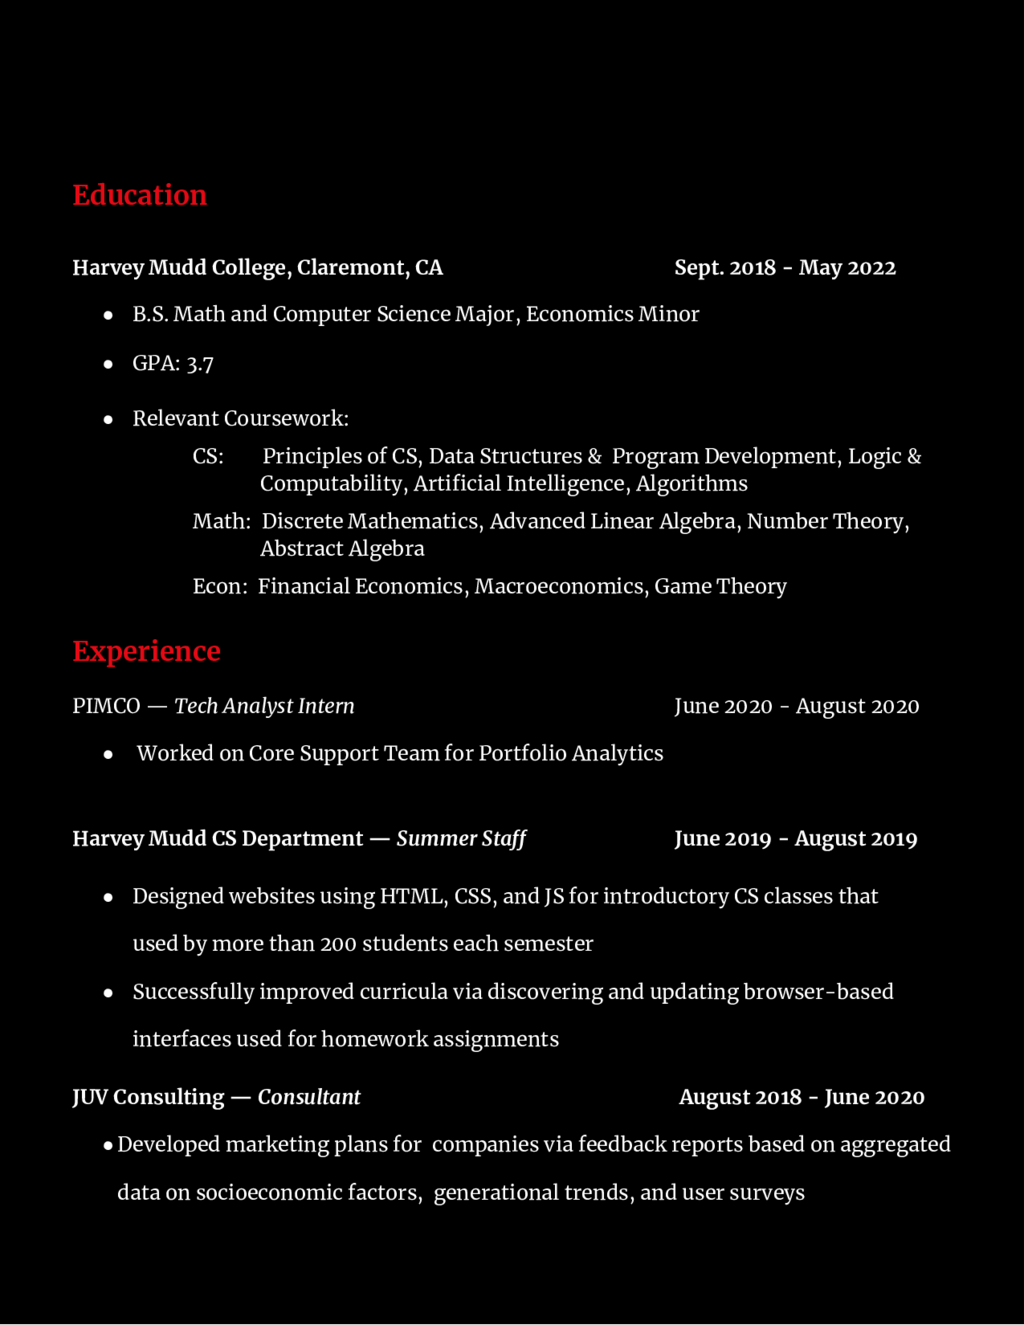 Education
Harvey Mudd College, Claremont, CA Sept. 2018 - May 2022
● B.S. Math and Computer Science Major, Economics Minor
● GPA: 3.7
● Relevant Coursework:
CS: Principles of CS, Data Structures & Program Development, Logic &
Computability, Artificial Intelligence, Algorithms
Math: Discrete Mathematics, Advanced Linear Algebra, Number Theory,
Abstract Algebra
Econ: Financial Economics, Macroeconomics, Game Theory
Experience
PIMCO — Tech Analyst Intern June 2020 - August 2020
● Worked on Core Support Team for Portfolio Analytics
Harvey Mudd CS Department — Summer Staff June 2019 - August 2019
● Designed websites using HTML, CSS, and JS for introductory CS classes that
used by more than 200 students each semester
● Successfully improved curricula via discovering and updating browser-based
interfaces used for homework assignments
JUV Consulting — Consultant August 2018 - June 2020
● Developed marketing plans for companies via feedback reports based on aggregated
data on socioeconomic factors, generational trends, and user surveys